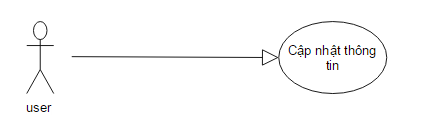 Cập nhật thông
tin
user